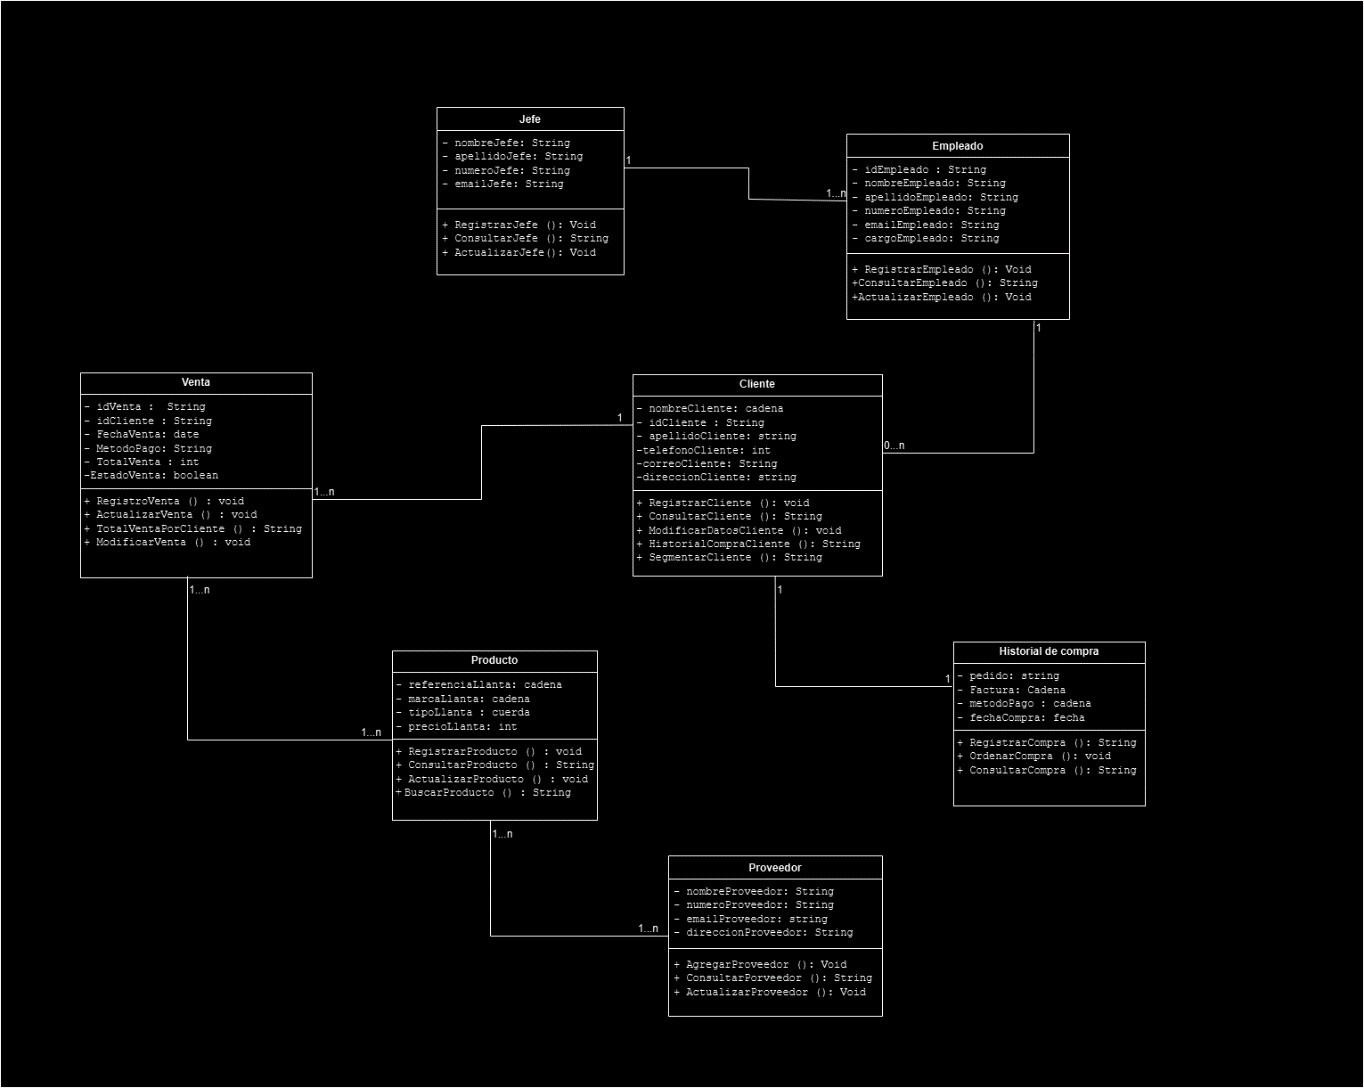 Jefe
- nombreJefe: String
- apellidoJefe: String
- numeroJefe: String
- emailJefe: String
+ RegistrarJefe (): Void
+ ConsultarJefe (): String
+ ActualizarJefe(): Void
1
1...n
Empleado
- idEmpleado : String
- nombreEmpleado: String
- apellidoEmpleado: String
- numeroEmpleado: String
- emailEmpleado: String
- cargoEmpleado: String
+ RegistrarEmpleado (): Void
+ConsultarEmpleado (): String
+ActualizarEmpleado (): Void
1
Venta
- idVenta :  String
- idCliente : String
- FechaVenta: date
- MetodoPago: String
- TotalVenta : int
-EstadoVenta: boolean
+ RegistroVenta () : void
+ ActualizarVenta () : void
+ TotalVentaPorCliente () : String
+ ModificarVenta () : void
1...n
1
Cliente
- nombreCliente: cadena
- idCliente : String
- apellidoCliente: string
-telefonoCliente: int
-correoCliente: String
-direccionCliente: string
+ RegistrarCliente (): void
+ ConsultarCliente (): String
+ ModificarDatosCliente (): void
+ HistorialCompraCliente (): String
+ SegmentarCliente (): String
0...n
1...n
1
Producto
- referenciaLlanta: cadena
- marcaLlanta: cadena
- tipoLlanta : cuerda
- precioLlanta: int
+ RegistrarProducto () : void
+ ConsultarProducto () : String
+ ActualizarProducto () : void
+BuscarProducto () : String
1...n
1
Historial de compra
- pedido: string
- Factura: Cadena
- metodoPago : cadena
- fechaCompra: fecha
+ RegistrarCompra (): String
+ OrdenarCompra (): void
+ ConsultarCompra (): String
1...n
1...n
Proveedor
- nombreProveedor: String
- numeroProveedor: String
- emailProveedor: string
- direccionProveedor: String
+ AgregarProveedor (): Void
+ ConsultarPorveedor (): String
+ ActualizarProveedor (): Void